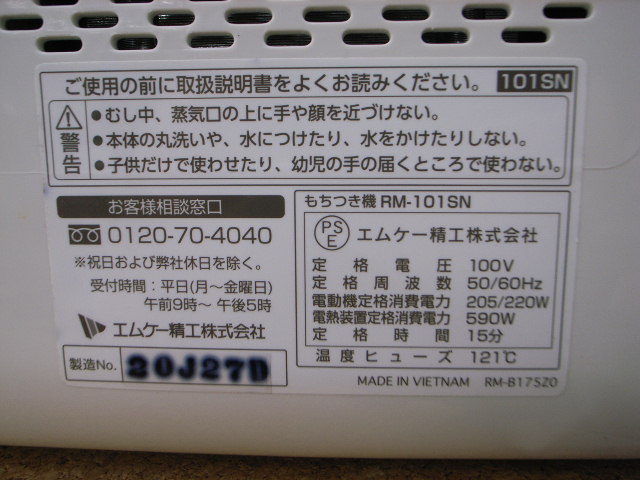 ご使用の前に取扱説明書をよくお読みください。 101SN
警告
●むし中、蒸気口の上に手や顔を近づけない。
●本体の丸洗いや、水につけたり、水をかけたりしない。
●子供だけで使わせたり、幼児の手の届くところで使わない。
お客様相談窓口
0120-70-4040
※祝日および弊社休日を除く。
受付時間：平日(月～金曜日)
午前9時～午後5時
エムケー精工株式会社
製造No. 20J27D
もちつき機 RM-101SN
PSE エムケー精工株式会社
定格電圧 100V
定格周波数 50/60Hz
電動機定格消費電力 205/220W
電熱装置定格消費電力 590W
定格時間 15分
温度ヒューズ 121℃
MADE IN VIETNAM RM-B175Z0